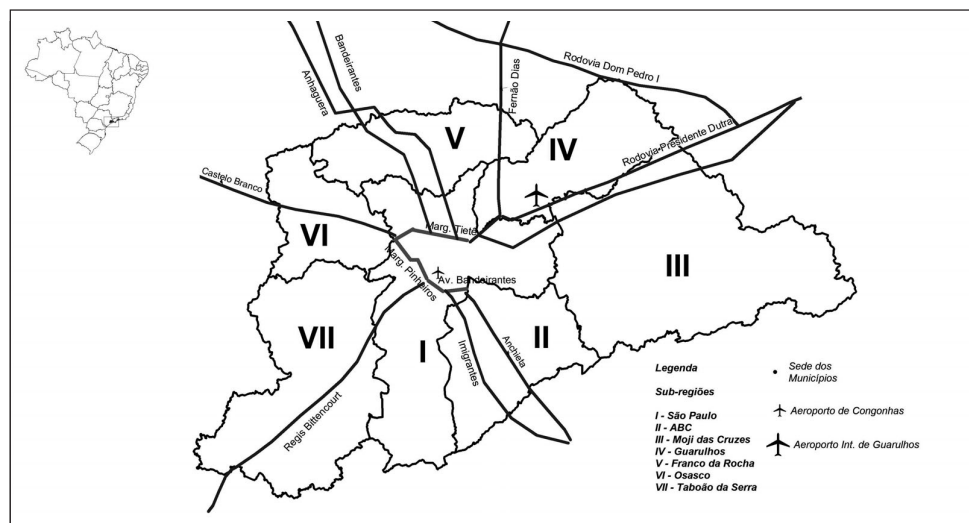 Rodovia Dom Pedro I
Bandeirantes
Anhaguera
Fernão Dias
V
IV
Rodovia Presidente Dutra
Castelo Branco
Marg. Tietê
VI
Marg. Pinheiros
Av. Bandeirantes
III
VII
I
II
Imigrantes
Anchieta
Regis Bittencourt
Legenda
Sede dos
Municípios
Sub-regiões
Aeroporto de Congonhas
I - São Paulo
II - ABC
III - Moji das Cruzes
Aeroporto Int. de Guarulhos
IV - Guarulhos
V - Franco da Rocha
VI - Osasco
VII - Taboão da Serra